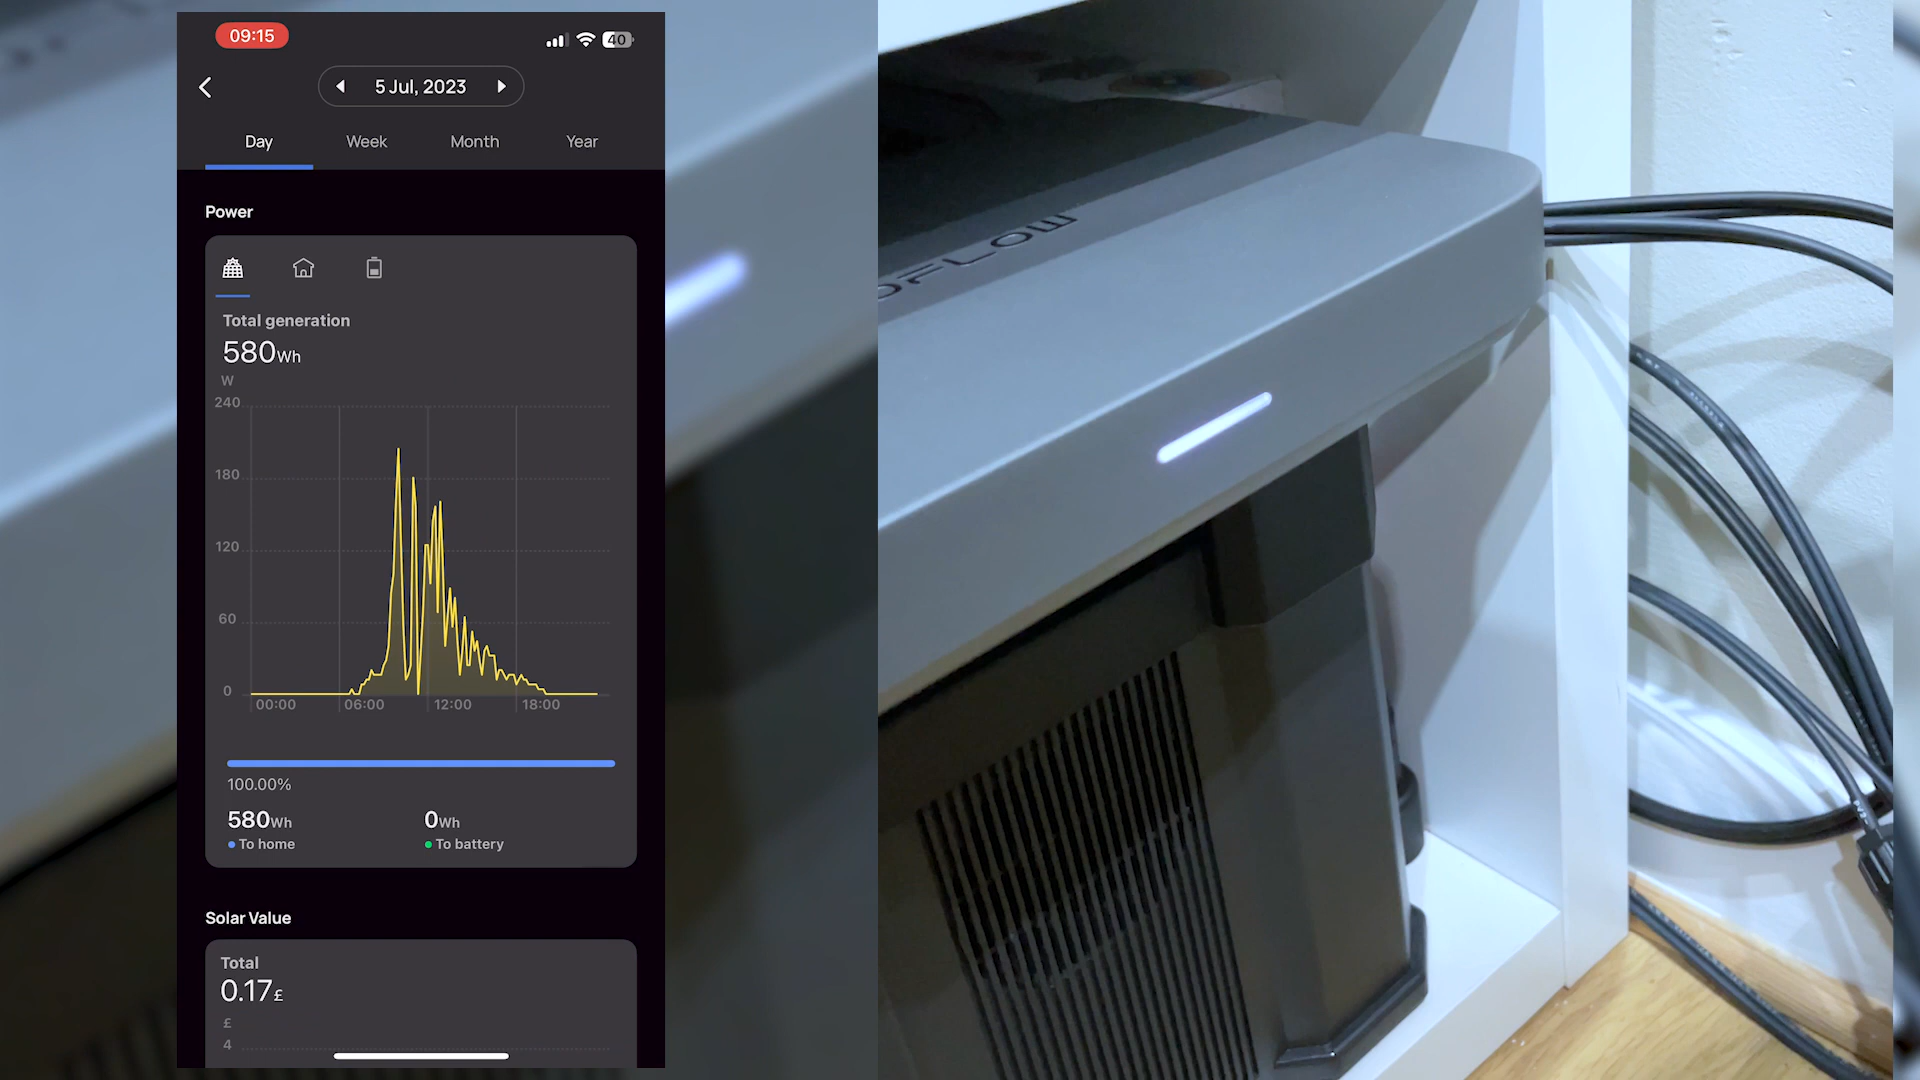 09:15
40
5 Jul, 2023
Day Week Month Year
Power
Total generation
580Wh
W
240
180
120
60
0
00:00 06:00 12:00 18:00
100.00%
580Wh 0Wh
To home To battery
Solar Value
Total
0.17£
£
4
OFLOW